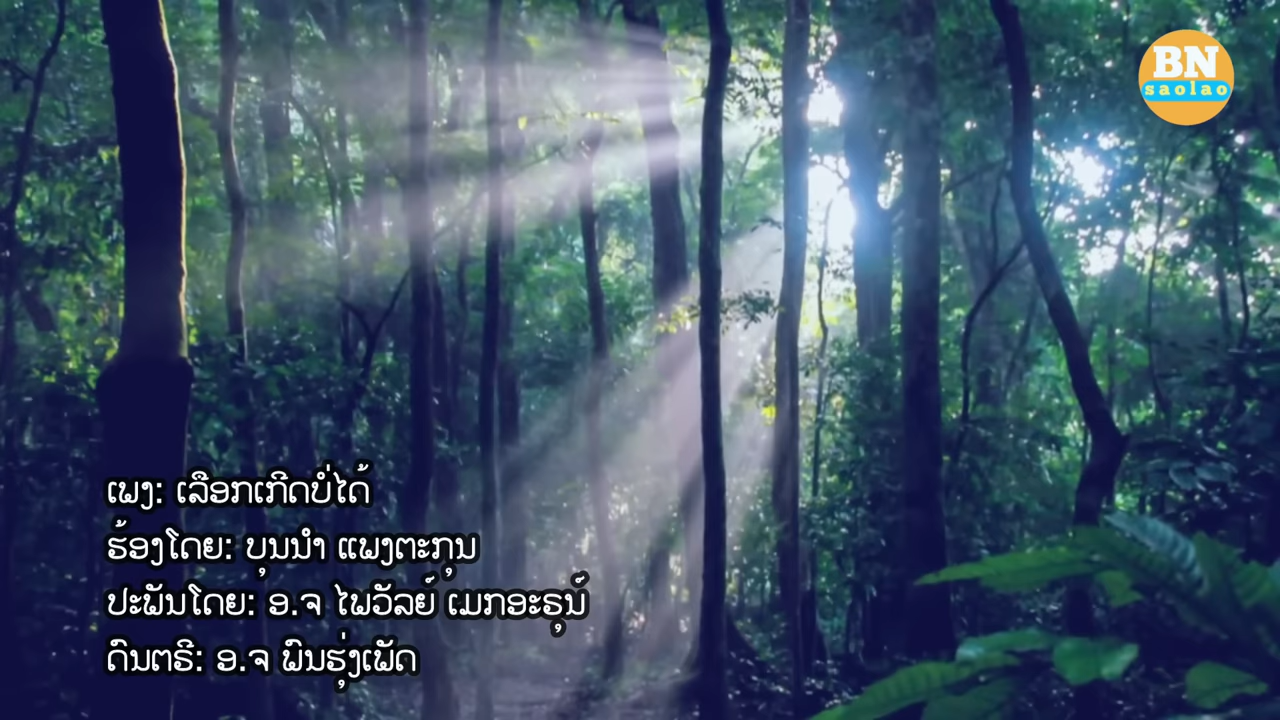 BN
saolao
ເພງ: ເລືອກເກີດບໍ່ໄດ້
ຮ້ອງໂດຍ: ບຸນນຳ ແພງຕະກຸນ
ປະພັນໂດຍ: ອ.ຈ ໄພວັລຍ໌ ເມກອະຣຸນ໌
ດົນຕຣີ: ອ.ຈ ພົນຮຸ່ງເພັດ